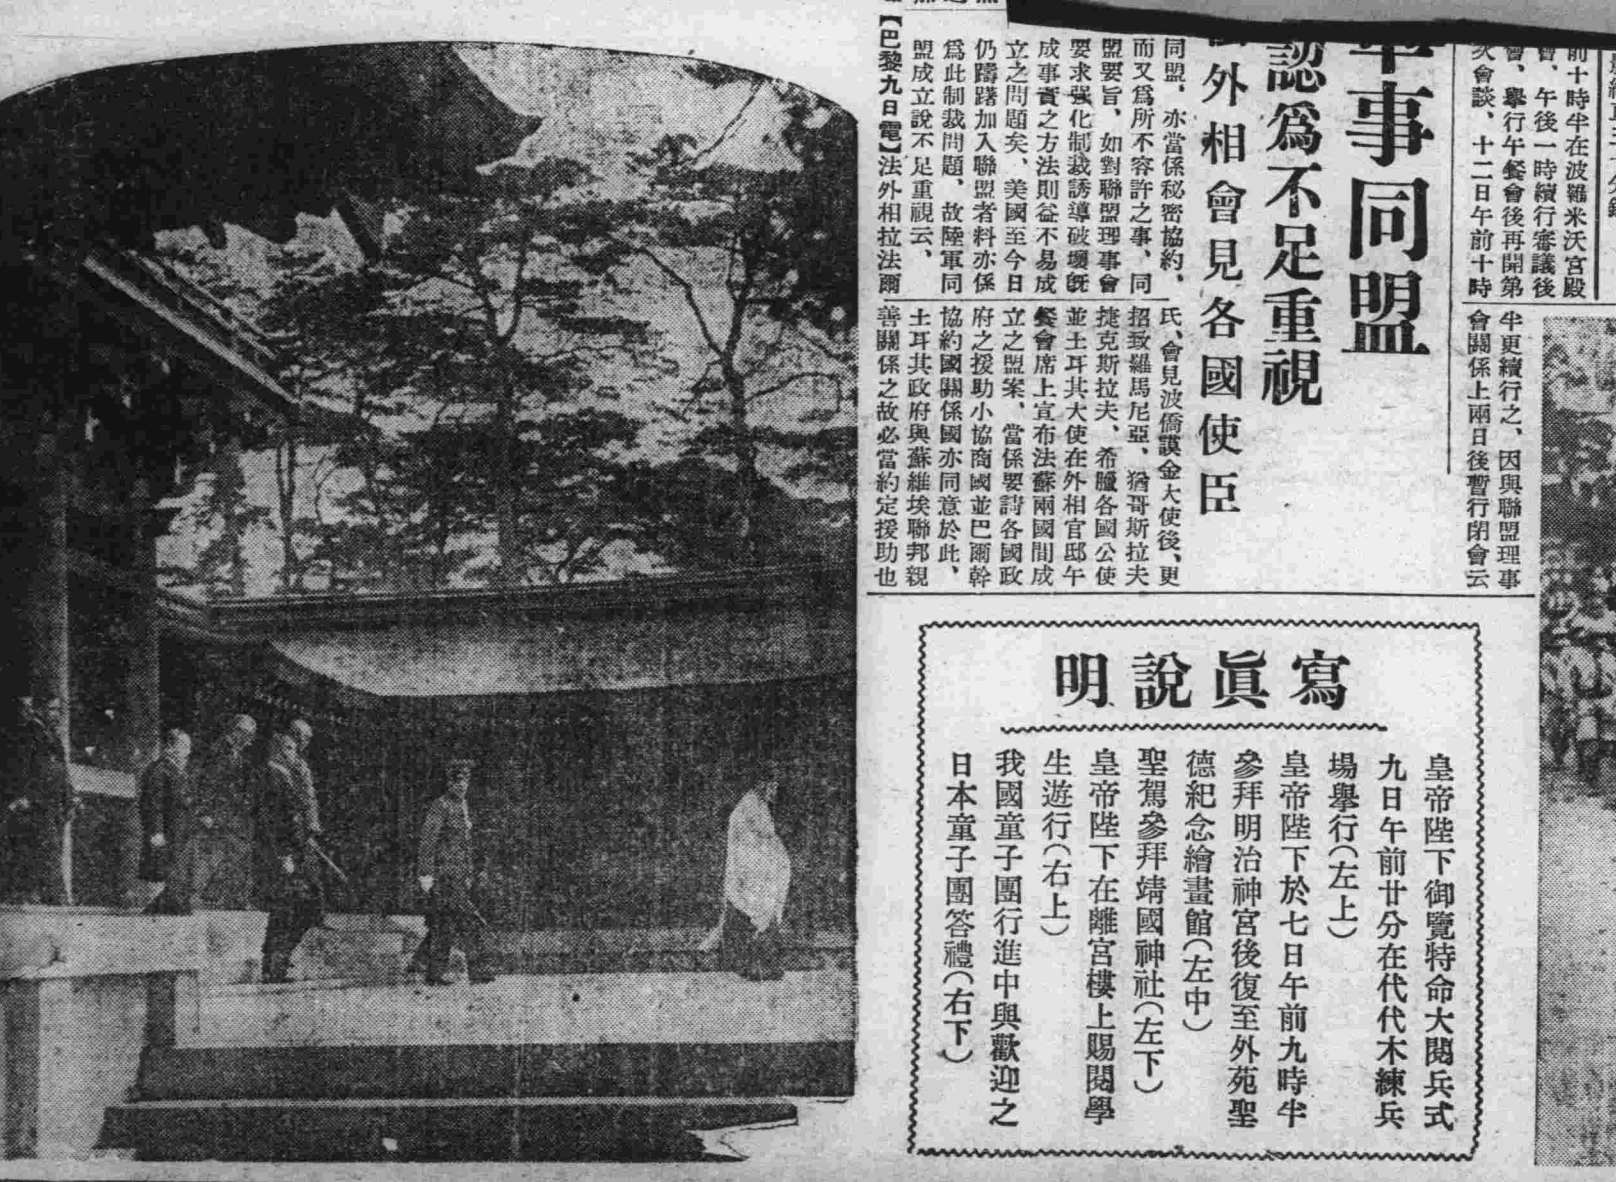 前十時半在波羅米沃宮殿
會、午後一時續行審議後
會、舉行午餐會後再開第
次會談、十二日午前十時
半更續行之、因與聯盟理事
會關係上兩日後暫行閉會云
事同盟
認爲不足重視
外相會見各國使臣
同盟、亦當係秘密協約、
而又爲所不容許之事、同
盟要旨、如對聯盟理事會
要求强化制裁誘導破壞旣
成事實之方法則益不易成
立之問題矣、美國至今日
仍躊躇加入聯盟者料亦係
爲此制裁問題、故陸軍同
盟成立說不足重視云、
【巴黎九日電】法外相拉法爾
氏、會見波僑謨金大使後、更
招致羅馬尼亞、猶哥斯拉夫
捷克斯拉夫、希臘各國公使
並土耳其大使在外相官邸午
餐會席上宣布法蘇兩國間成
立之盟案、當係要請各國政
府之援助小協商國並巴爾幹
協約國關係國亦同意於此、
土耳其政府與蘇維埃聯邦親
善關係之故必當約定援助也
寫眞說明
皇帝陛下御覽特命大閱兵式
九日午前廿分在代代木練兵
場舉行(左上)
皇帝陛下於七日午前九時半
參拜明治神宮後復至外苑聖
德紀念繪畫館(左中)
聖駕參拜靖國神社(左下)
皇帝陛下在離宮樓上賜閱學
生遊行(右上)
我國童子團行進中與歡迎之
日本童子團答禮(右下)